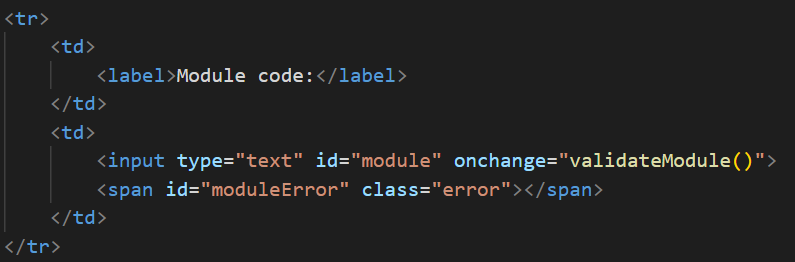 <tr>
<td>
<label>Module code:</label>
</td>
<td>
<input type="text" id="module" onchange="validateModule()">
<span id="moduleError" class="error"></span>
</td>
</tr>